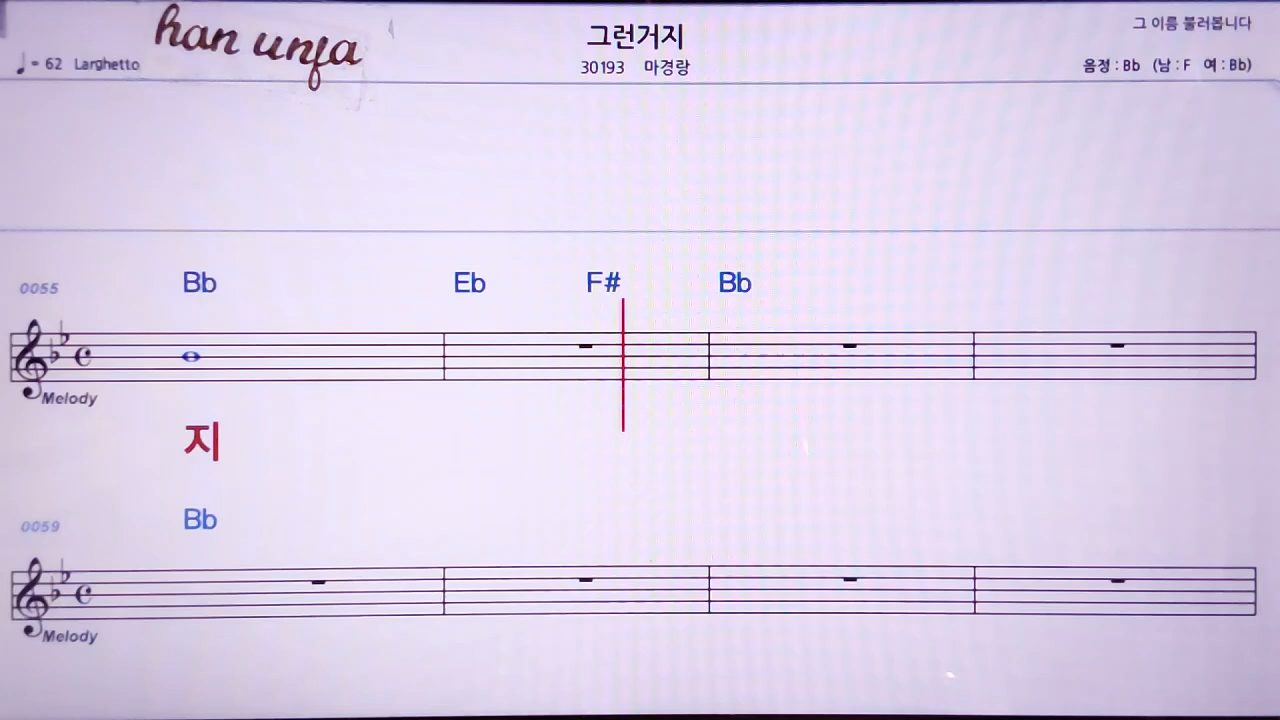 han unfa
그런거지
그 이름 불러봅니다
♩= 62 Larghetto
30193 마경랑
음정 : Bb (남 : F 여 : Bb)
0055 Bb Eb F# Bb
Melody
지
0059 Bb
Melody